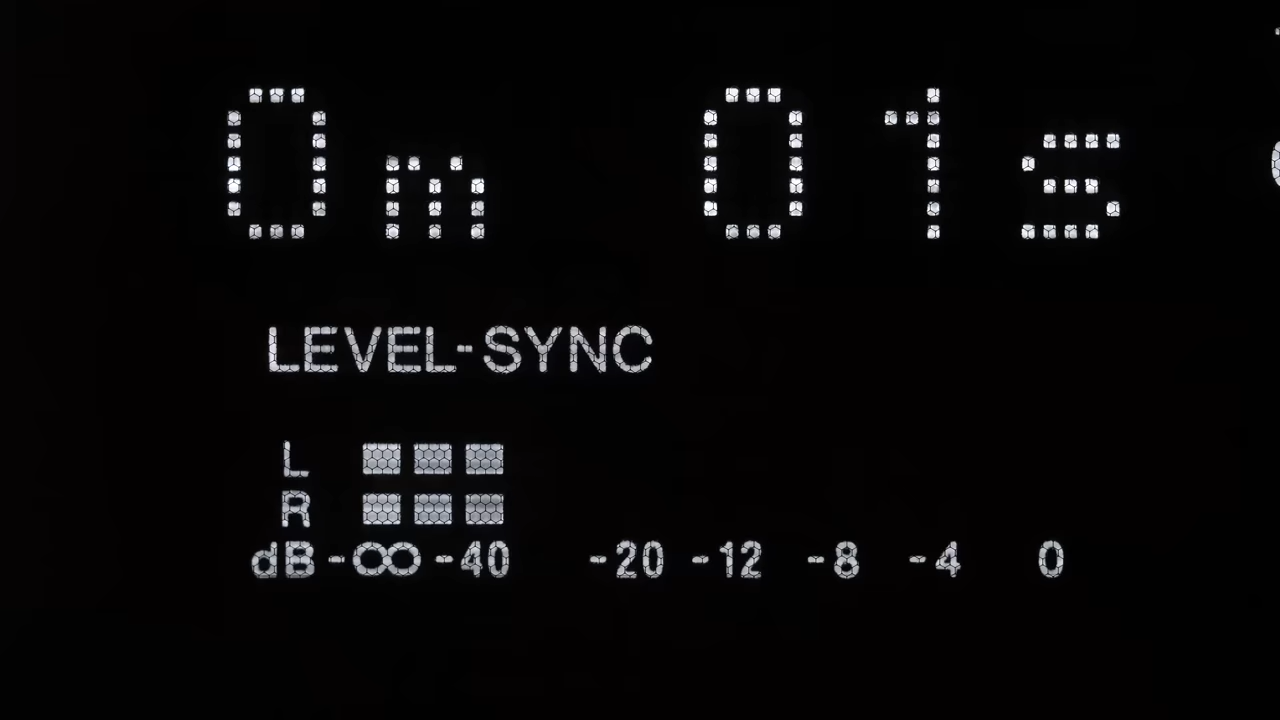 0m 01s
LEVEL-SYNC
L
R
dB -∞ -40 -20 -12 -8 -4 0